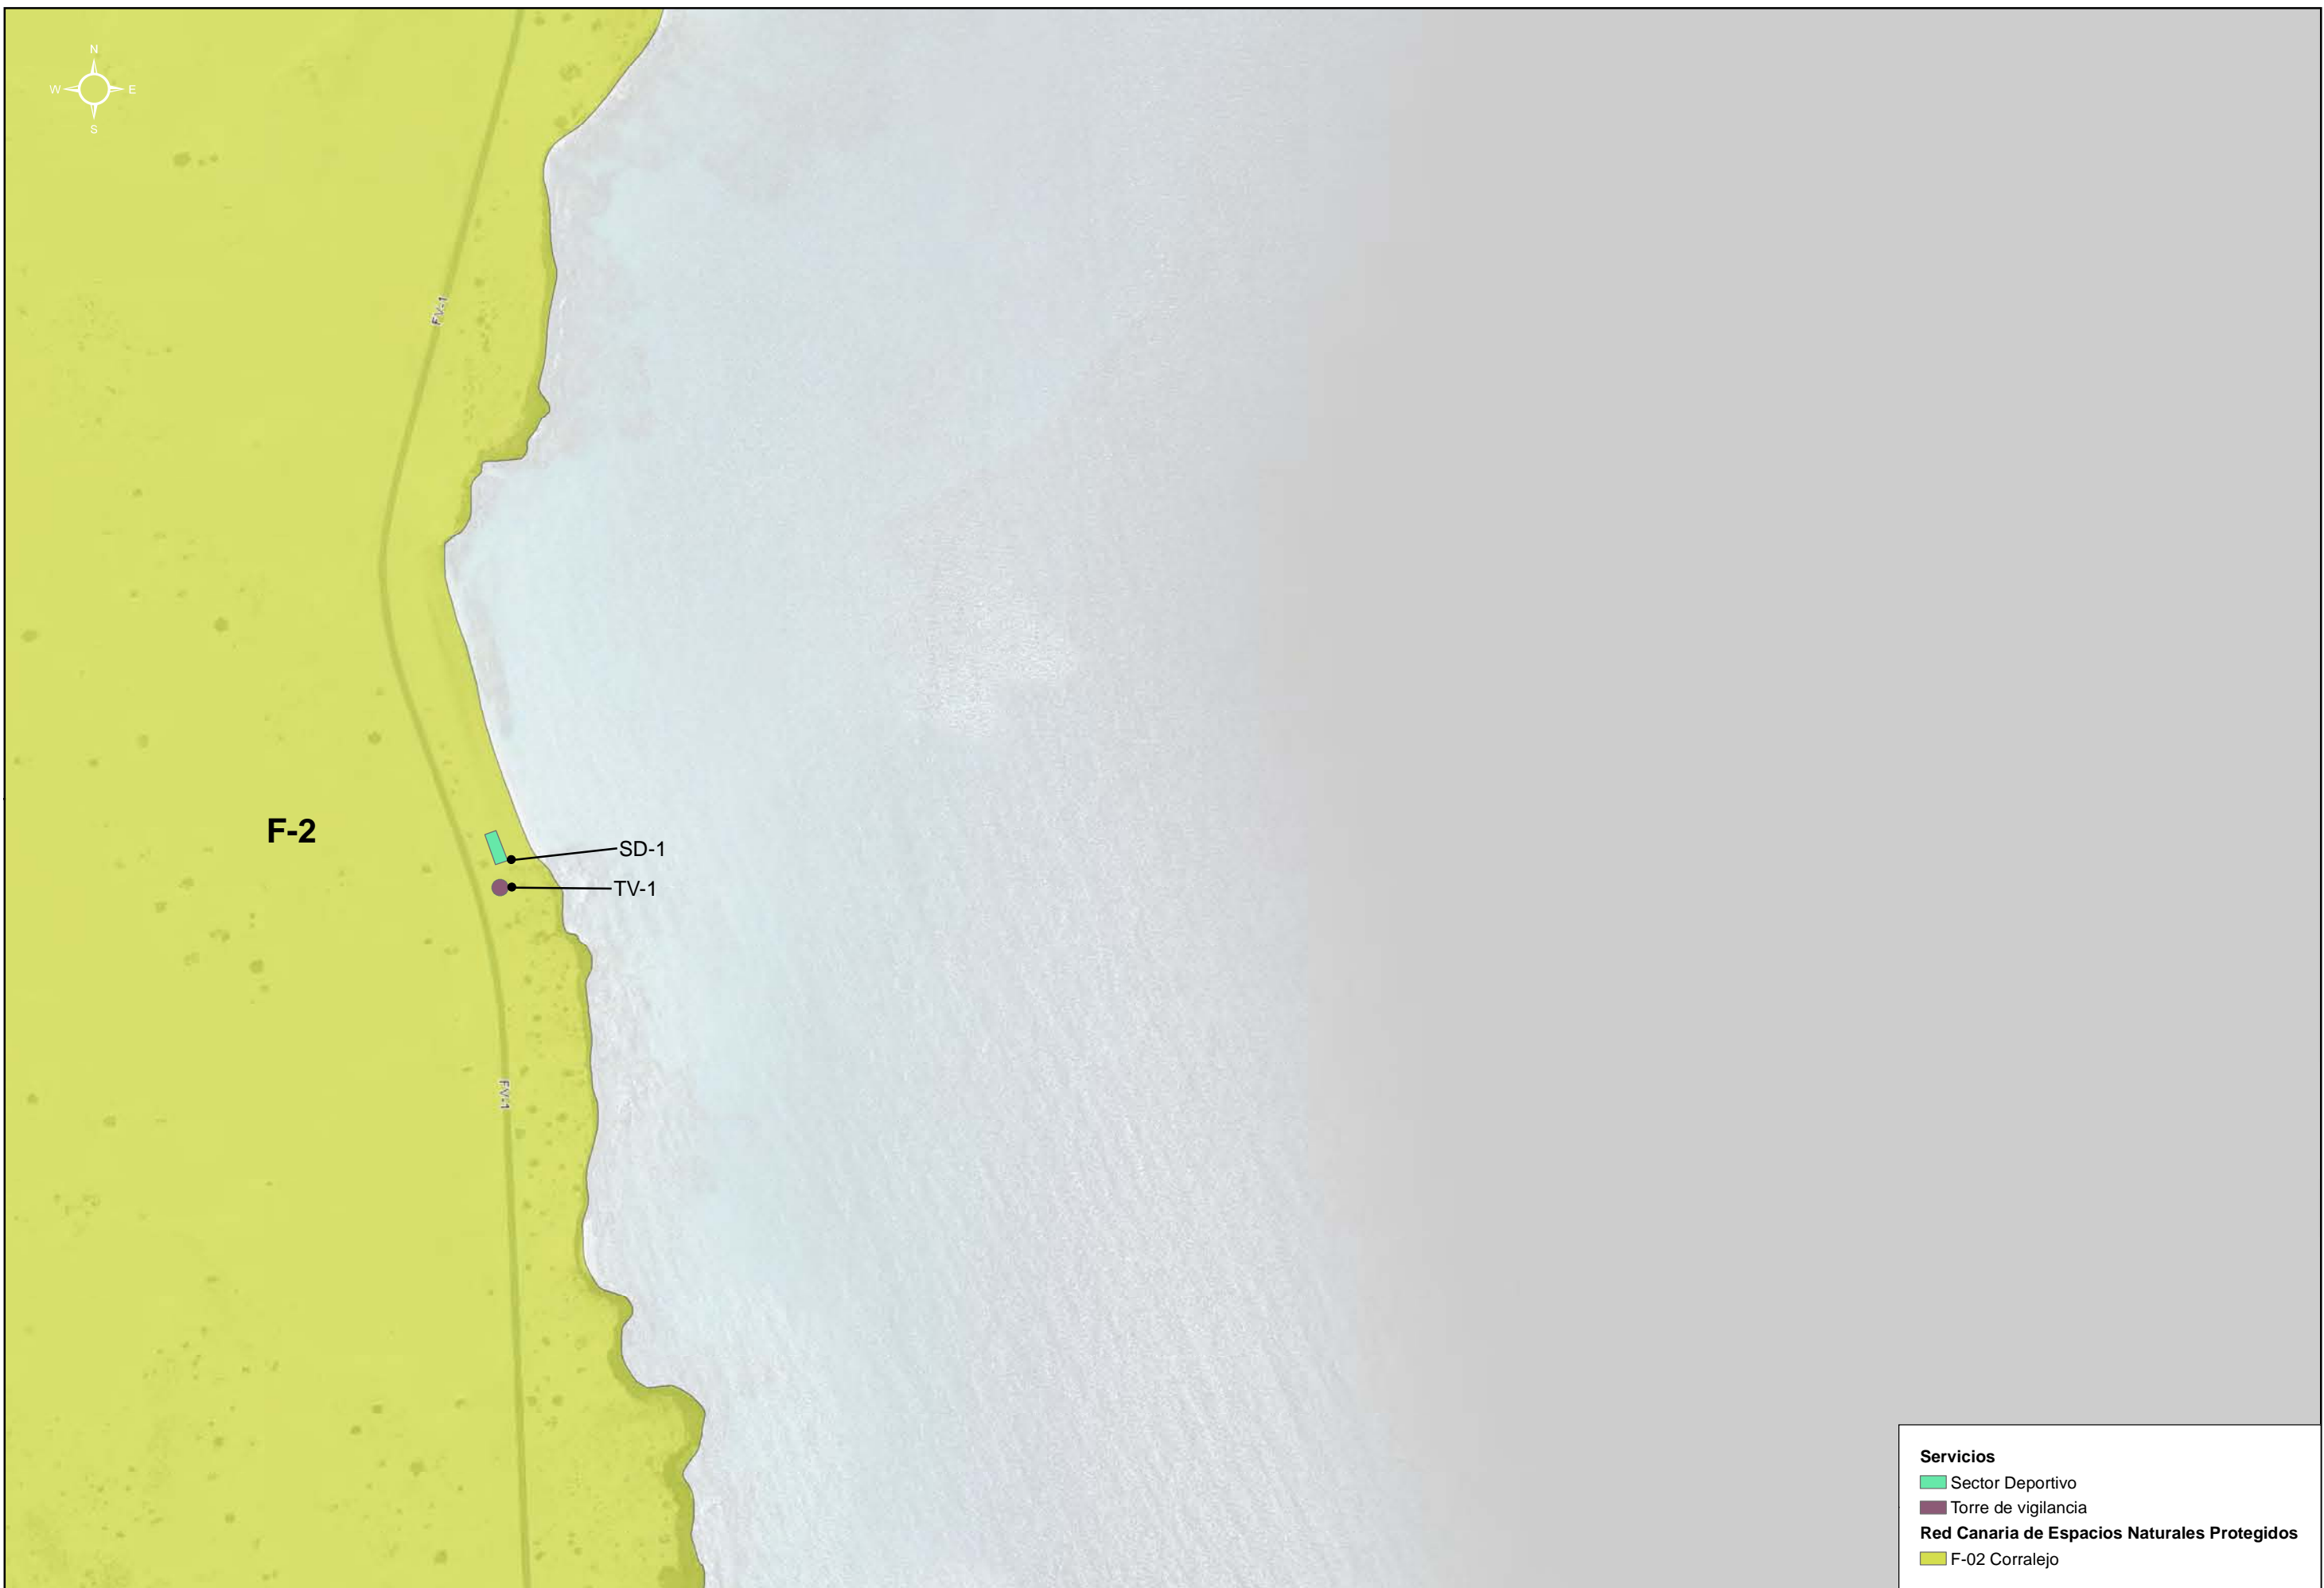 N
W E
S
FV-1
F-2
SD-1
TV-1
FV-1
Servicios
Sector Deportivo
Torre de vigilancia
Red Canaria de Espacios Naturales Protegidos
F-02 Corralejo